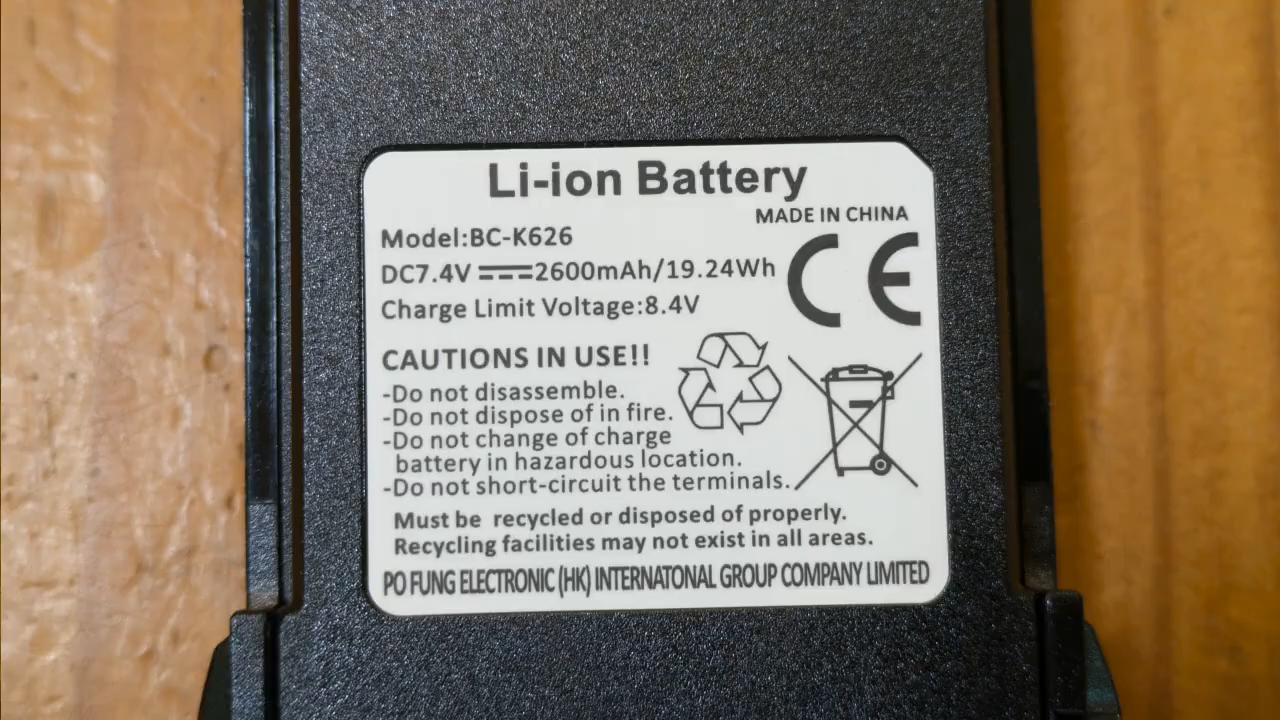 Li-ion Battery
MADE IN CHINA
Model:BC-K626
DC7.4V ⎓2600mAh/19.24Wh
Charge Limit Voltage:8.4V
CE
CAUTIONS IN USE!!
-Do not disassemble.
-Do not dispose of in fire.
-Do not change of charge
battery in hazardous location.
-Do not short-circuit the terminals.
Must be recycled or disposed of properly.
Recycling facilities may not exist in all areas.
PO FUNG ELECTRONIC (HK) INTERNATONAL GROUP COMPANY LIMITED